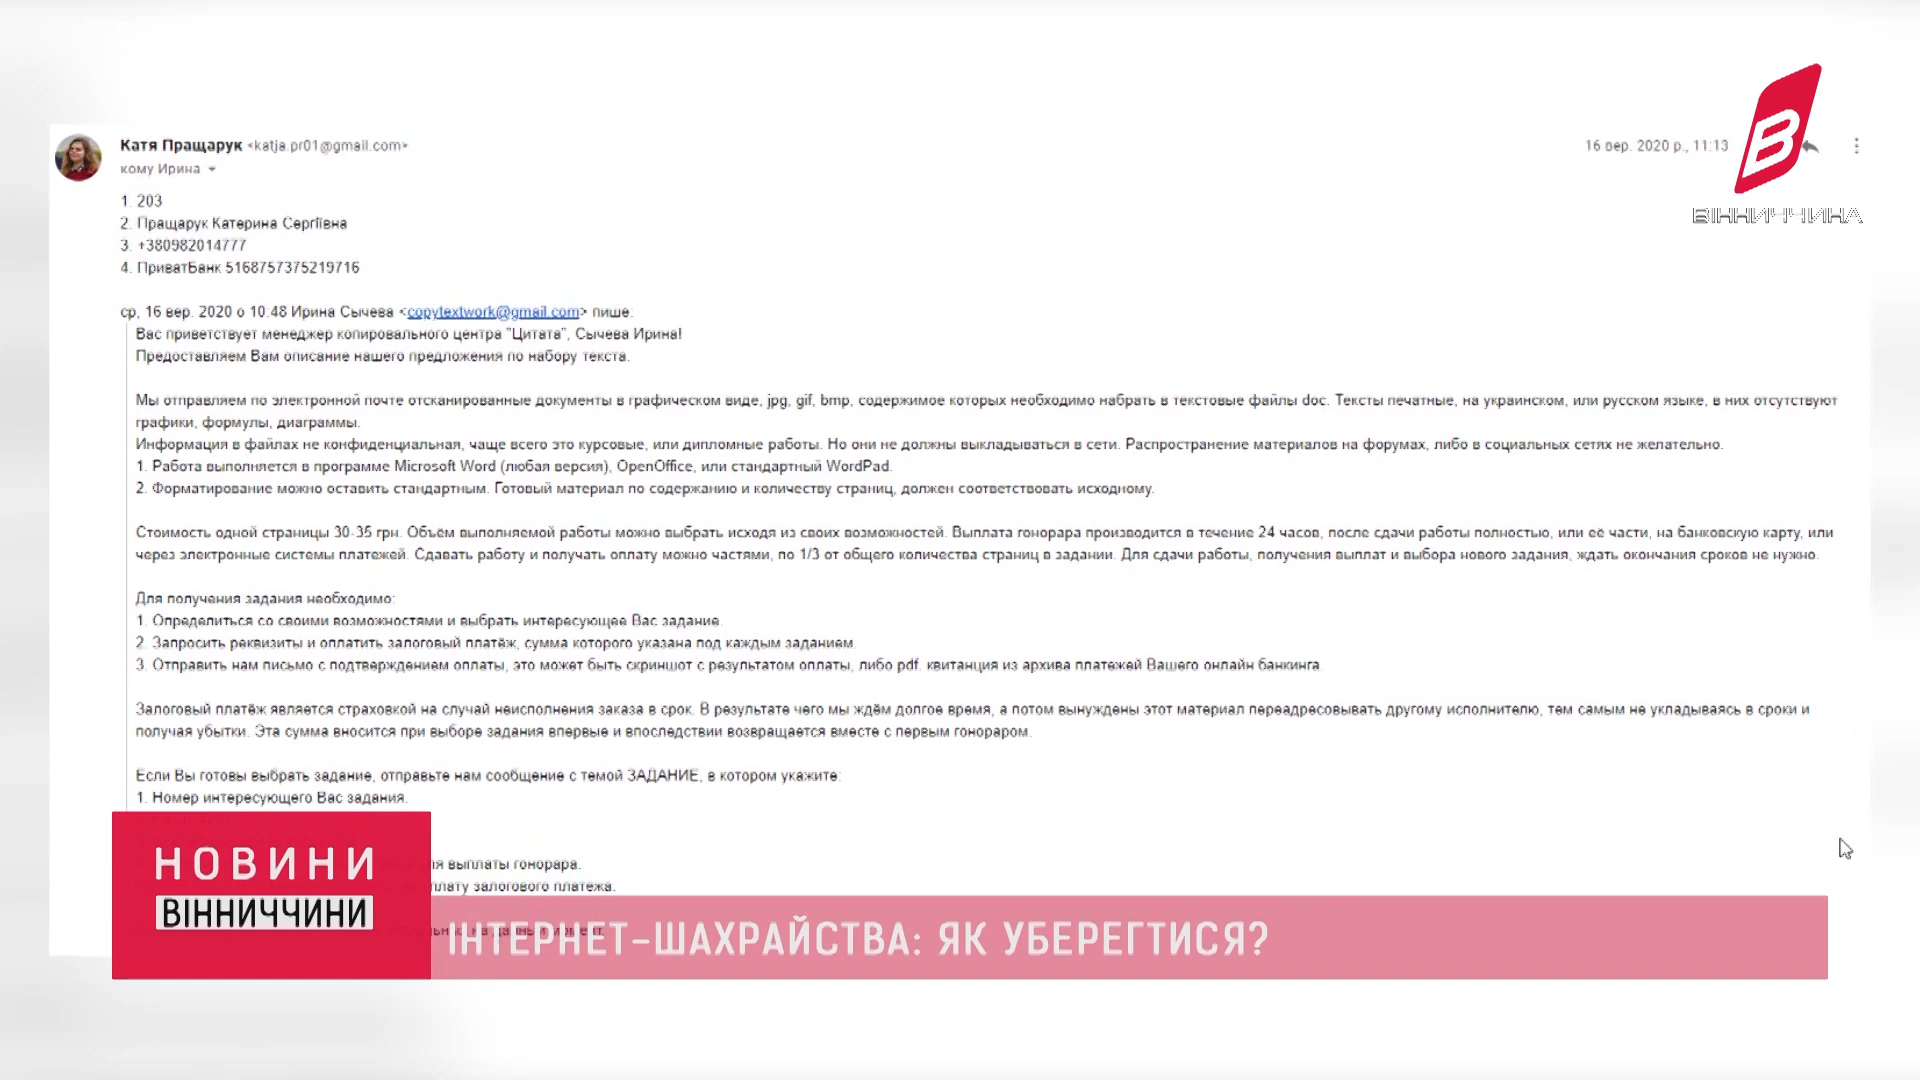 ВІННИЧЧИНА
Катя Пращарук <katja.pr01@gmail.com>
16 вер. 2020 р., 11:13
кому Ирина
1. 203
2. Пращарук Катерина Сергіївна
3. +380982014777
4. ПриватБанк 5168757375219716
ср, 16 вер. 2020 о 10:48 Ирина Сычева <copytextwork@gmail.com> пише:
Вас приветствует менеджер копировального центра "Цитата", Сычева Ирина!
Предоставляем Вам описание нашего предложения по набору текста.
Мы отправляем по электронной почте отсканированные документы в графическом виде, jpg, gif, bmp, содержимое которых необходимо набрать в текстовые файлы doc. Тексты печатные, на украинском, или русском языке, в них отсутствуют
графики, формулы, диаграммы.
Информация в файлах не конфиденциальная, чаще всего это курсовые, или дипломные работы. Но они не должны выкладываться в сети. Распространение материалов на форумах, либо в социальных сетях не желательно.
1. Работа выполняется в программе Microsoft Word (любая версия), OpenOffice, или стандартный WordPad.
2. Форматирование можно оставить стандартным. Готовый материал по содержанию и количеству страниц, должен соответствовать исходному.
Стоимость одной страницы 30-35 грн. Объём выполняемой работы можно выбрать исходя из своих возможностей. Выплата гонорара производится в течение 24 часов, после сдачи работы полностью, или её части, на банковскую карту, или
через электронные системы платежей. Сдавать работу и получать оплату можно частями, по 1/3 от общего количества страниц в задании. Для сдачи работы, получения выплат и выбора нового задания, ждать окончания сроков не нужно.
Для получения задания необходимо:
1. Определиться со своими возможностями и выбрать интересующее Вас задание.
2. Запросить реквизиты и оплатить залоговый платёж, сумма которого указана под каждым заданием.
3. Отправить нам письмо с подтверждением оплаты, это может быть скриншот с результатом оплаты, либо pdf. квитанция из архива платежей Вашего онлайн банкинга.
Залоговый платёж является страховкой на случай неисполнения заказа в срок. В результате чего мы ждём долгое время, а потом вынуждены этот материал переадресовывать другому исполнителю, тем самым не укладываясь в сроки и
получая убытки. Эта сумма вносится при выборе задания впервые и впоследствии возвращается вместе с первым гонораром.
Если Вы готовы выбрать задание, отправьте нам сообщение с темой ЗАДАНИЕ, в котором укажите:
1. Номер интересующего Вас задания.
выплаты гонорара.
залогового платежа.
НОВИНИ
ВІННИЧЧИНИ
ІНТЕРНЕТ-ШАХРАЙСТВА: ЯК УБЕРЕГТИСЯ?